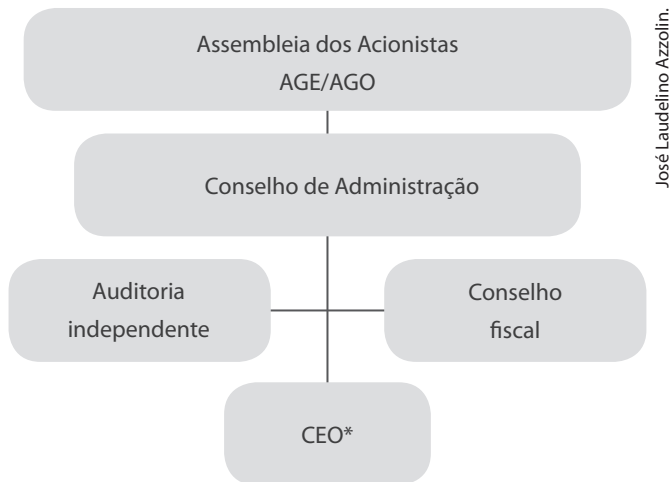 Assembleia dos Acionistas
AGE/AGO
José Laudelino Azzolin.
Conselho de Administração
Auditoria
independente
Conselho
fiscal
CEO*